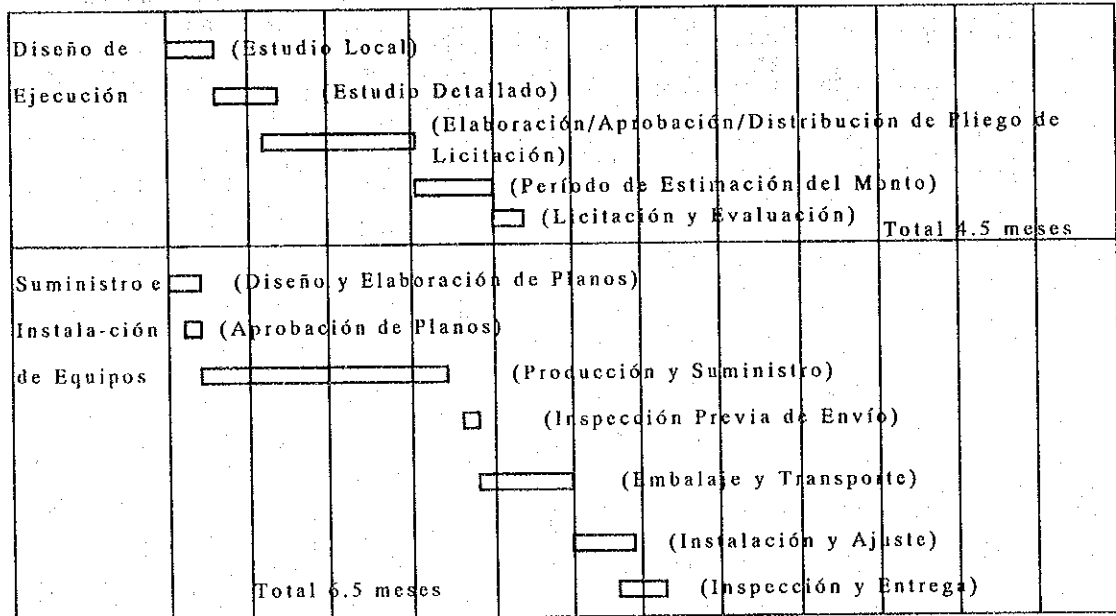 Diseño de
(Estudio Local)
Ejecución
(Estudio Detallado)
(Elaboración/Aprobación/Distribución de Pliego de
Licitación)
(Período de Estimación del Monto)
(Licitación y Evaluación)
Total 4.5 meses
Suministro e
(Diseño y Elaboración de Planos)
Instala-ción
(Aprobación de Planos)
de Equipos
(Producción y Suministro)
(Inspección Previa de Envío)
(Embalaje y Transporte)
(Instalación y Ajuste)
Total 6.5 meses
(Inspección y Entrega)